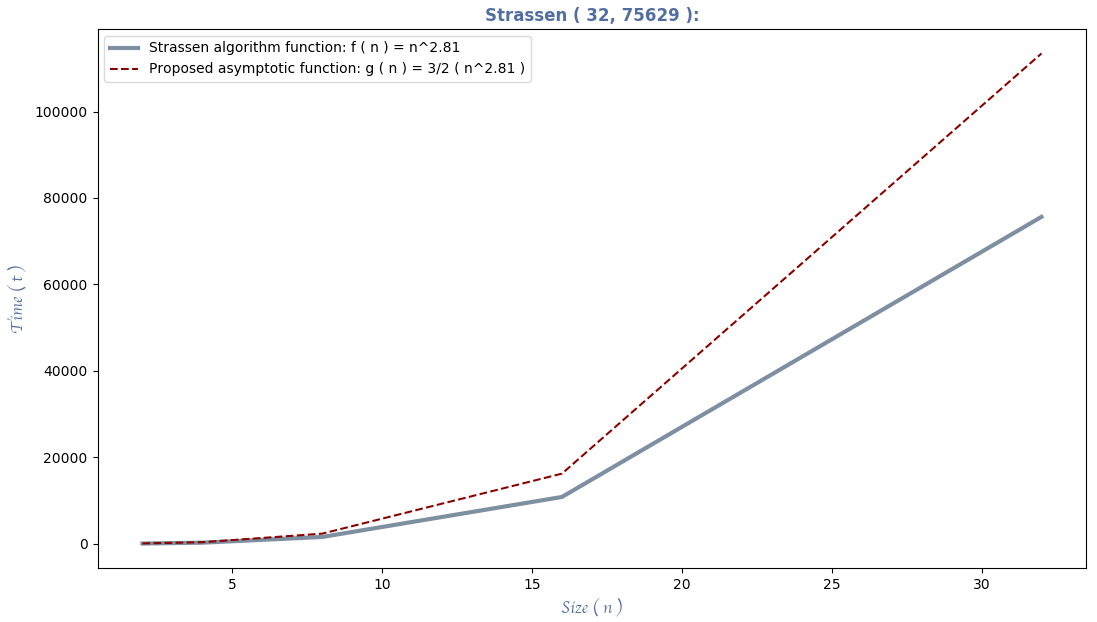 Strassen ( 32, 75629 ):
Strassen algorithm function: f ( n ) = n^2.81
Proposed asymptotic function: g ( n ) = 3/2 ( n^2.81 )
100000
80000
60000
40000
20000
0
Time ( t )
5 10 15 20 25 30
Size ( n )